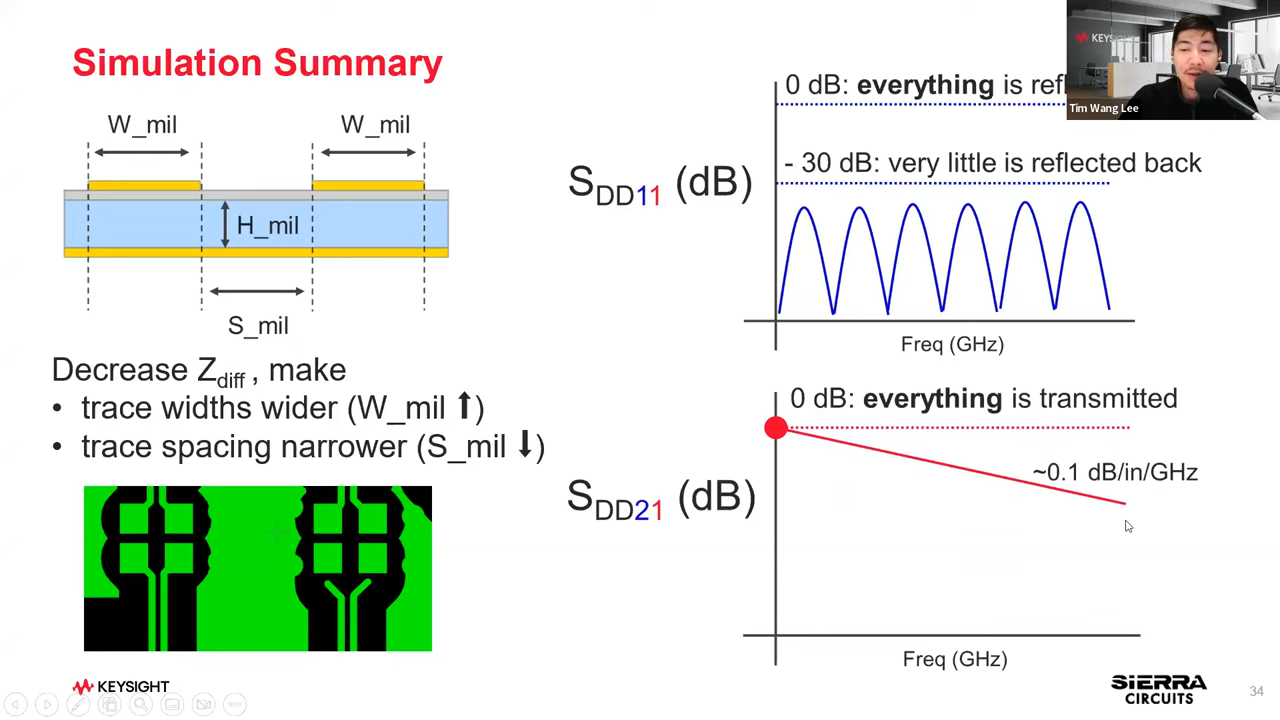 Simulation Summary
W_mil
W_mil
H_mil
S_mil
Decrease Zdiff , make
• trace widths wider (W_mil ⬆)
• trace spacing narrower (S_mil ⬇)
KEYSIGHT
0 dB: everything is refl
- 30 dB: very little is reflected back
SDD11 (dB)
Freq (GHz)
0 dB: everything is transmitted
~0.1 dB/in/GHz
SDD21 (dB)
Freq (GHz)
KEYSIGHT
Tim Wang Lee
SiERRA
CIRCUITS
34